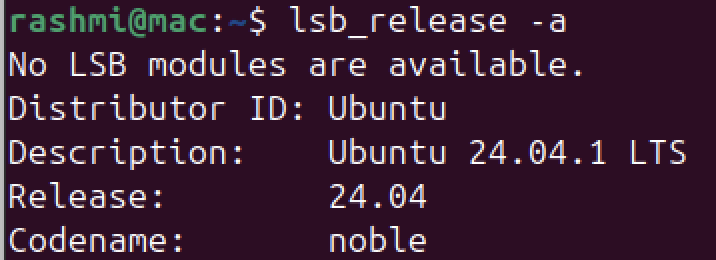 rashmi@mac:~$ lsb_release -a
No LSB modules are available.
Distributor ID: Ubuntu
Description:    Ubuntu 24.04.1 LTS
Release:        24.04
Codename:       noble